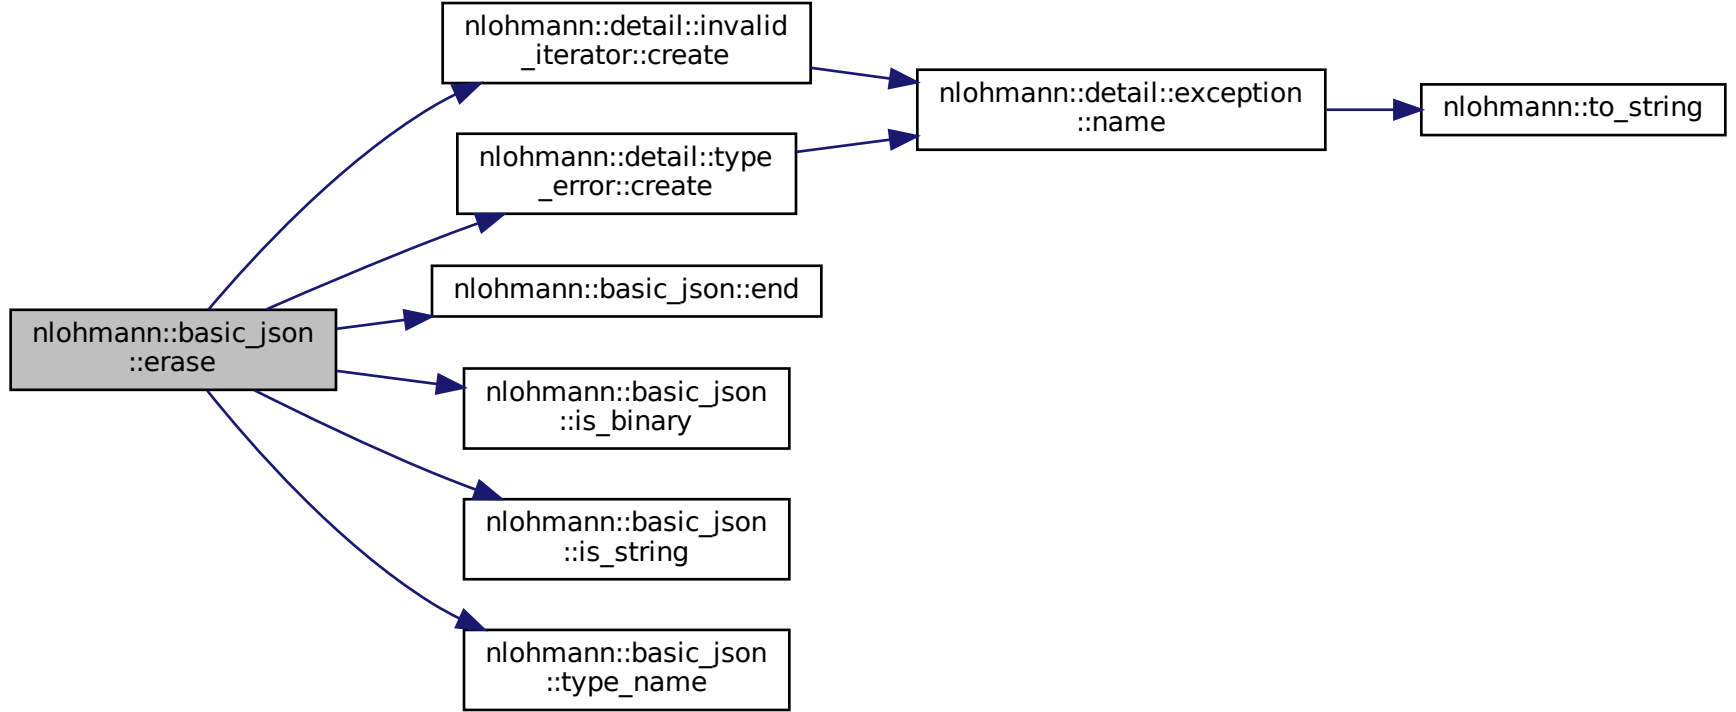 nlohmann::detail::invalid
_iterator::create
nlohmann::detail::exception
::name
nlohmann::to_string
nlohmann::detail::type
_error::create
nlohmann::basic_json::end
nlohmann::basic_json
::erase
nlohmann::basic_json
::is_binary
nlohmann::basic_json
::is_string
nlohmann::basic_json
::type_name